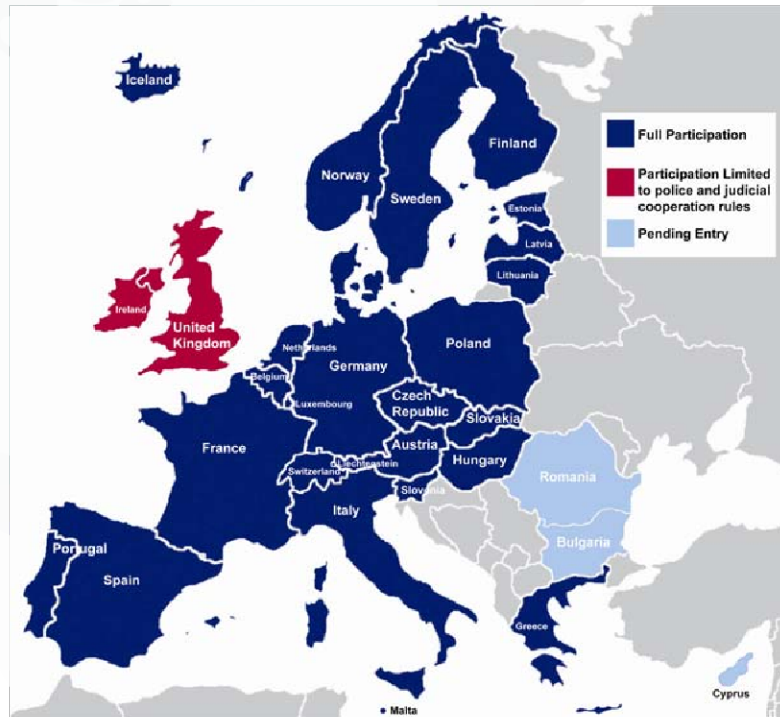 Iceland
Full Participation
Participation Limited
to police and judicial
cooperation rules
Pending Entry
Finland
Norway
Sweden
Estonia
Latvia
Lithuania
Ireland
United
Kingdom
Netherlands
Poland
Germany
Belgium
Czech
Republic
Luxembourg
Slovakia
Austria
France
Liechtenstein
Hungary
Switzerland
Romania
Slovenia
Italy
Bulgaria
Portugal
Spain
Greece
Cyprus
Malta